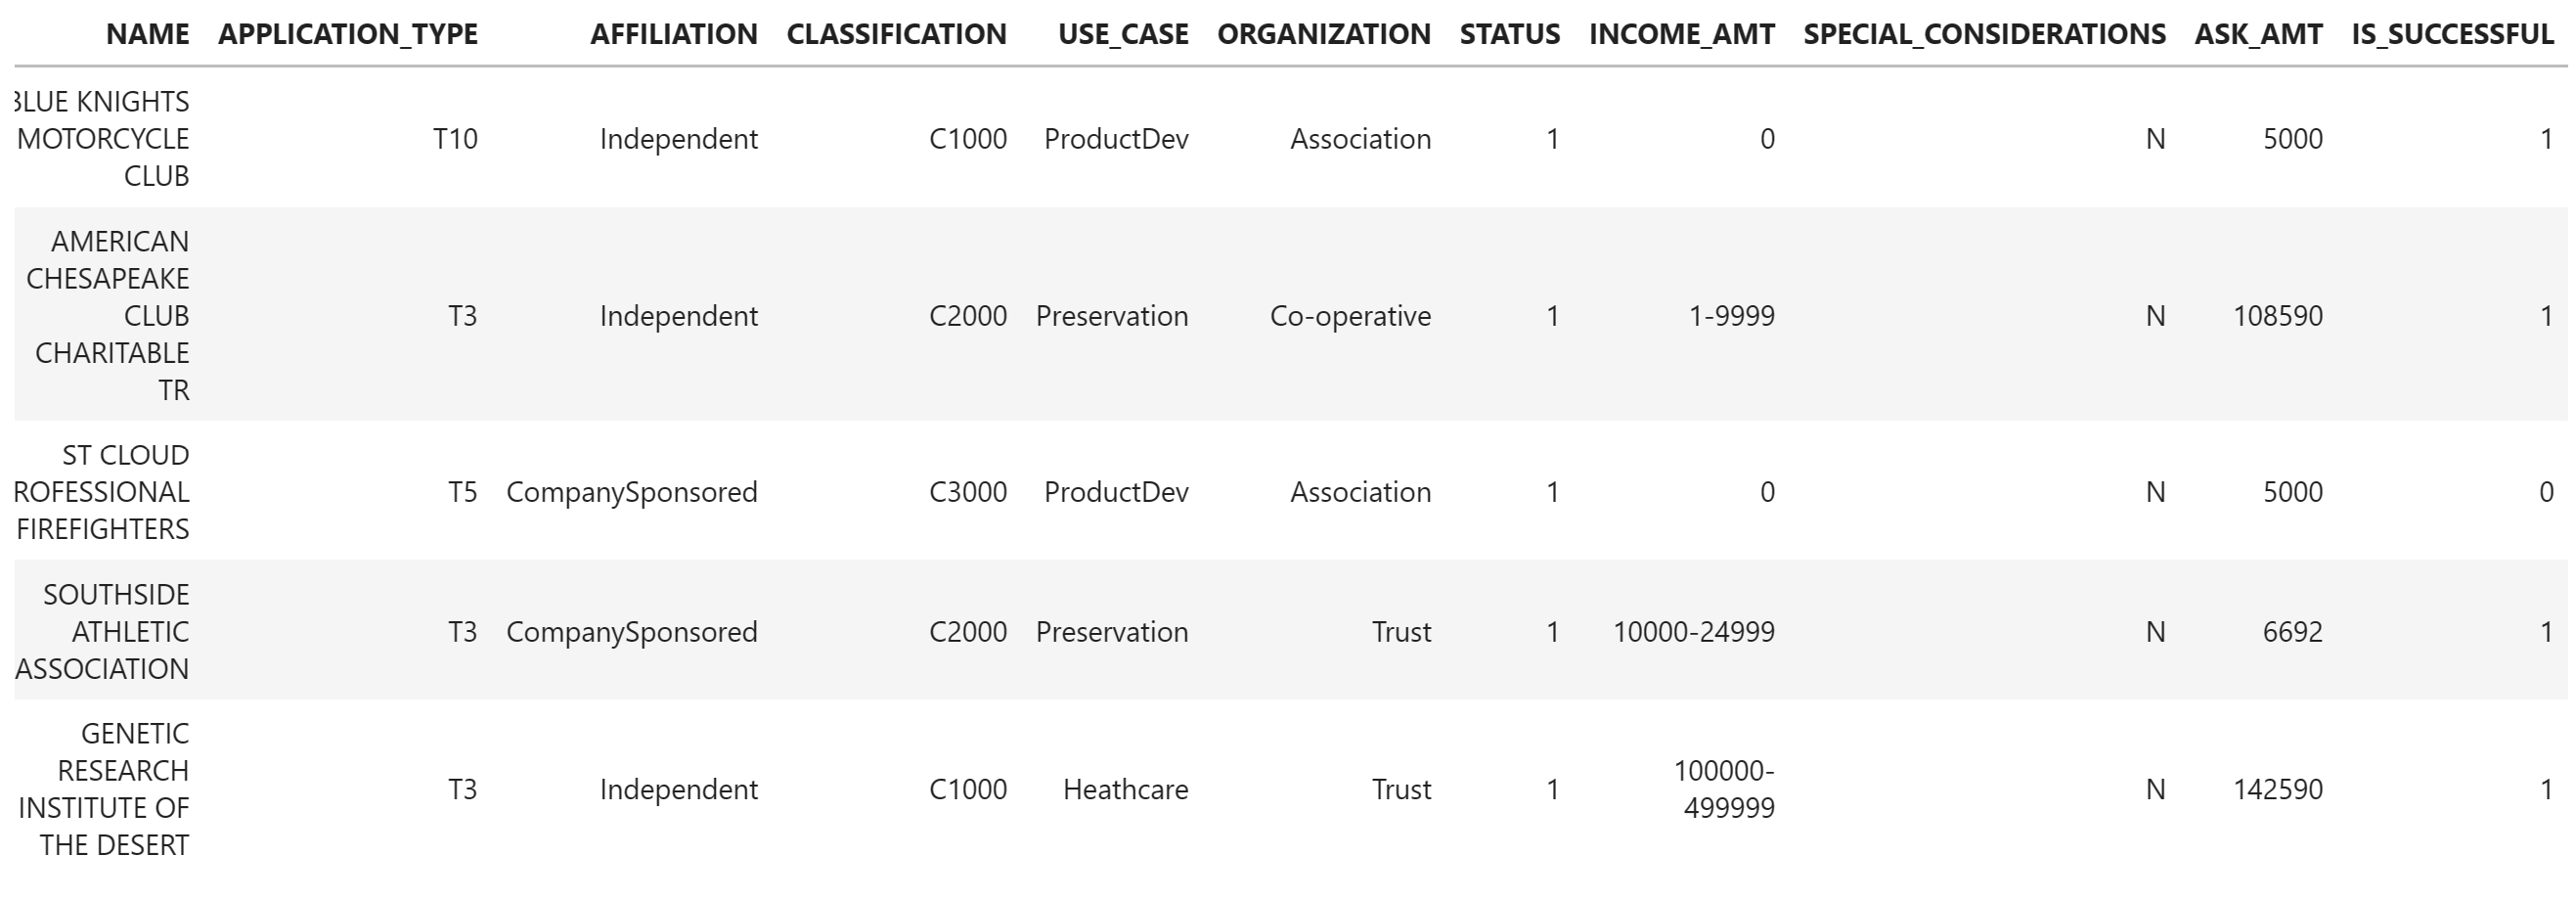 NAME APPLICATION_TYPE AFFILIATION CLASSIFICATION USE_CASE ORGANIZATION STATUS INCOME_AMT SPECIAL_CONSIDERATIONS ASK_AMT IS_SUCCESSFUL
BLUE KNIGHTS
MOTORCYCLE T10 Independent C1000 ProductDev Association 1 0 N 5000 1
CLUB
AMERICAN
CHESAPEAKE
CLUB T3 Independent C2000 Preservation Co-operative 1 1-9999 N 108590 1
CHARITABLE
TR
ST CLOUD
ROFESSIONAL T5 CompanySponsored C3000 ProductDev Association 1 0 N 5000 0
FIREFIGHTERS
SOUTHSIDE
ATHLETIC T3 CompanySponsored C2000 Preservation Trust 1 10000-24999 N 6692 1
ASSOCIATION
GENETIC
RESEARCH 100000-
T3 Independent C1000 Heathcare Trust 1 N 142590 1
INSTITUTE OF 499999
THE DESERT